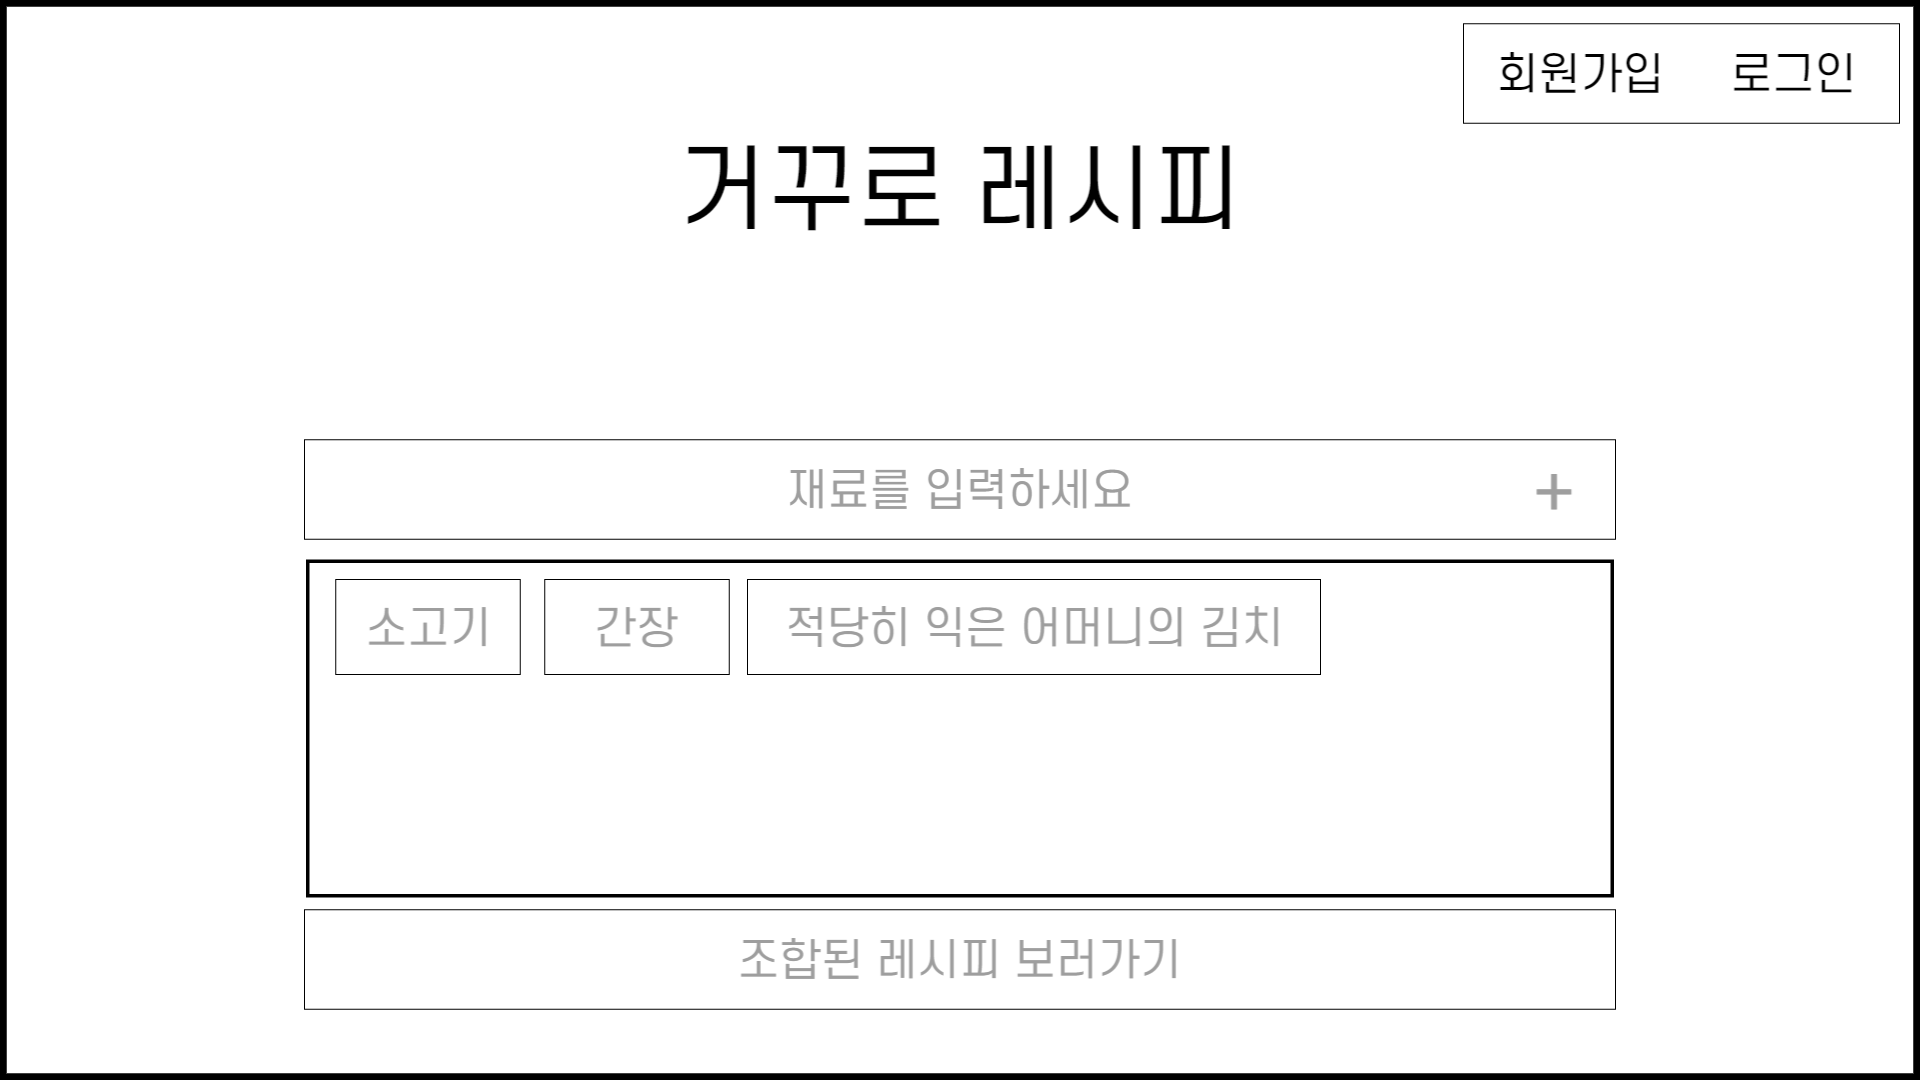 회원가입 로그인
거꾸로 레시피
재료를 입력하세요 +
소고기 간장 적당히 익은 어머니의 김치
조합된 레시피 보러가기